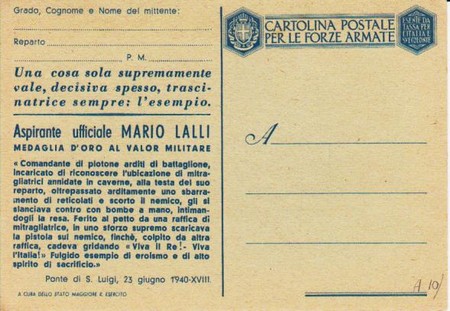 Grado, Cognome e Nome del mittente:
Reparto
P. M.
Una cosa sola supremamente
vale, decisiva spesso, trasci-
natrice sempre: l'esempio.
Aspirante ufficiale MARIO LALLI
MEDAGLIA D'ORO AL VALOR MILITARE
« Comandante di plotone arditi di battaglione,
incaricato di riconoscere l'ubicazione di mitra-
gliatrici annidate in caverne, alla testa del suo
reparto, oltrepassato arditamente uno sbarra-
mento di reticolati e scorto il nemico, gli si
slanciava contro con bombe a mano, intiman-
dogli la resa. Ferito al petto da una raffica di
mitragliatrice, in uno sforzo supremo scaricava
la pistola sul nemico, finchè, colpito da altra
raffica, cadeva gridando « Viva il Re! - Viva
l'Italia!» Fulgido esempio di eroismo e di alto
spirito di sacrificio.»
Ponte di S. Luigi, 23 giugno 1940-XVIII.
A CURA DELLO STATO MAGGIORE R. ESERCITO
CARTOLINA POSTALE
PER LE FORZE ARMATE
ESENTE DA
TASSA PER
L'ITALIA E
A
A 10/